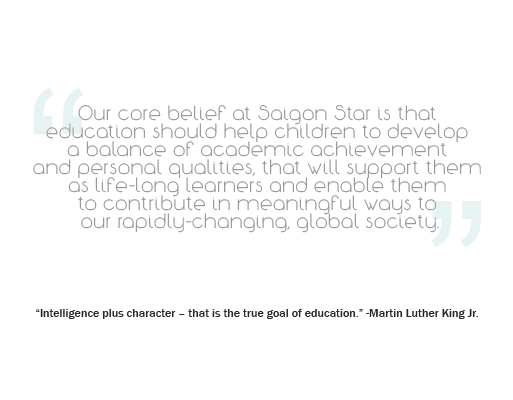 Our core belief at Saigon Star is that
education should help children to develop
a balance of academic achievement
and personal qualities, that will support them
as life-long learners and enable them
to contribute in meaningful ways to
our rapidly-changing, global society.
“Intelligence plus character – that is the true goal of education.” -Martin Luther King Jr.